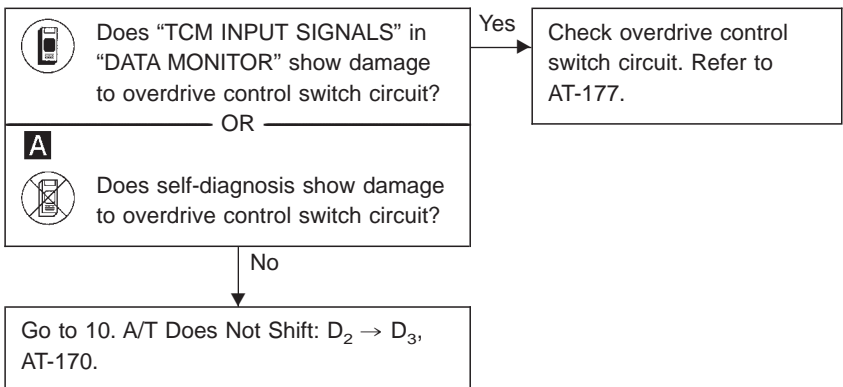 Does “TCM INPUT SIGNALS” in
“DATA MONITOR” show damage
to overdrive control switch circuit?
Yes
Check overdrive control
switch circuit. Refer to
AT-177.
OR
A
Does self-diagnosis show damage
to overdrive control switch circuit?
No
Go to 10. A/T Does Not Shift: D₂ → D₃,
AT-170.